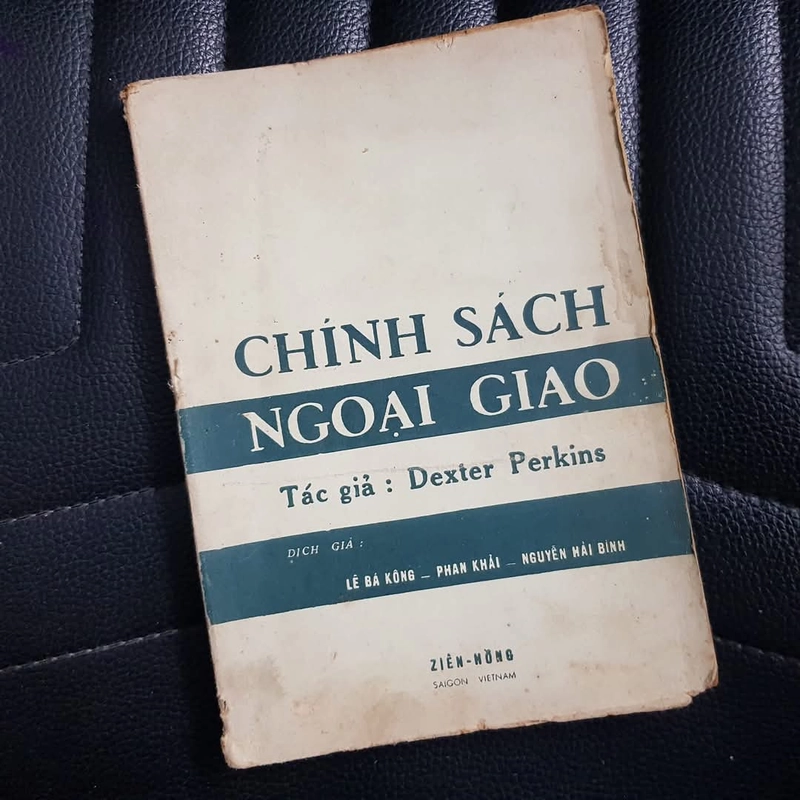 CHÍNH SÁCH
NGOẠI GIAO
Tác giả : Dexter Perkins
DỊCH GIẢ :
LÊ BÁ KÔNG – PHAN KHẢI – NGUYỄN HẢI BÌNH
ZIÊN-HỒNG
SAIGON VIETNAM